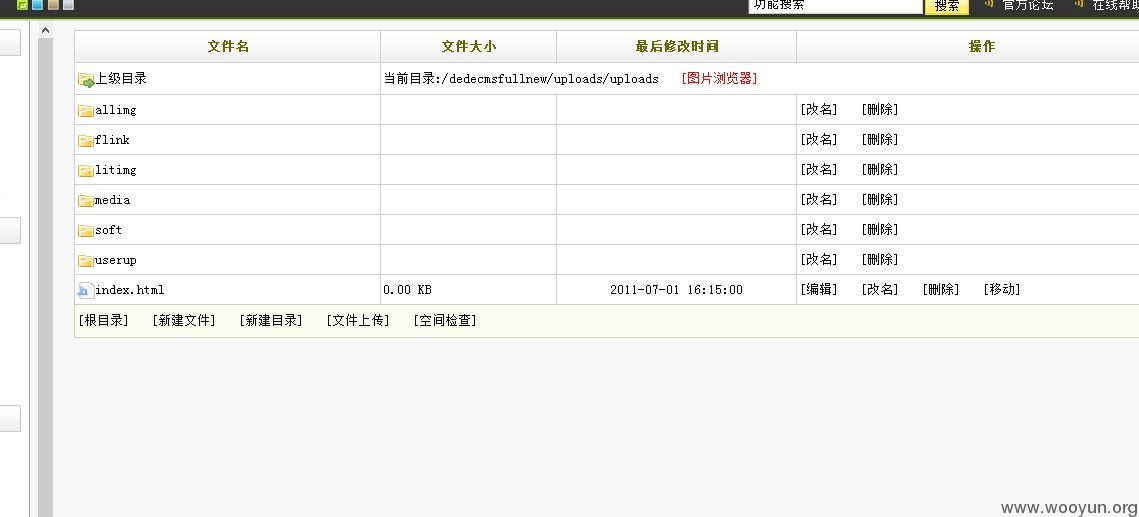 功能搜索 搜索 官方论坛 在线帮助
文件名 文件大小 最后修改时间 操作
上级目录 当前目录:/dedecmsfullnew/uploads/uploads [图片浏览器]
allimg [改名] [删除]
flink [改名] [删除]
litimg [改名] [删除]
media [改名] [删除]
soft [改名] [删除]
userup [改名] [删除]
index.html 0.00 KB 2011-07-01 16:15:00 [编辑] [改名] [删除] [移动]
[根目录] [新建文件] [新建目录] [文件上传] [空间检查]
www.wooyun.org